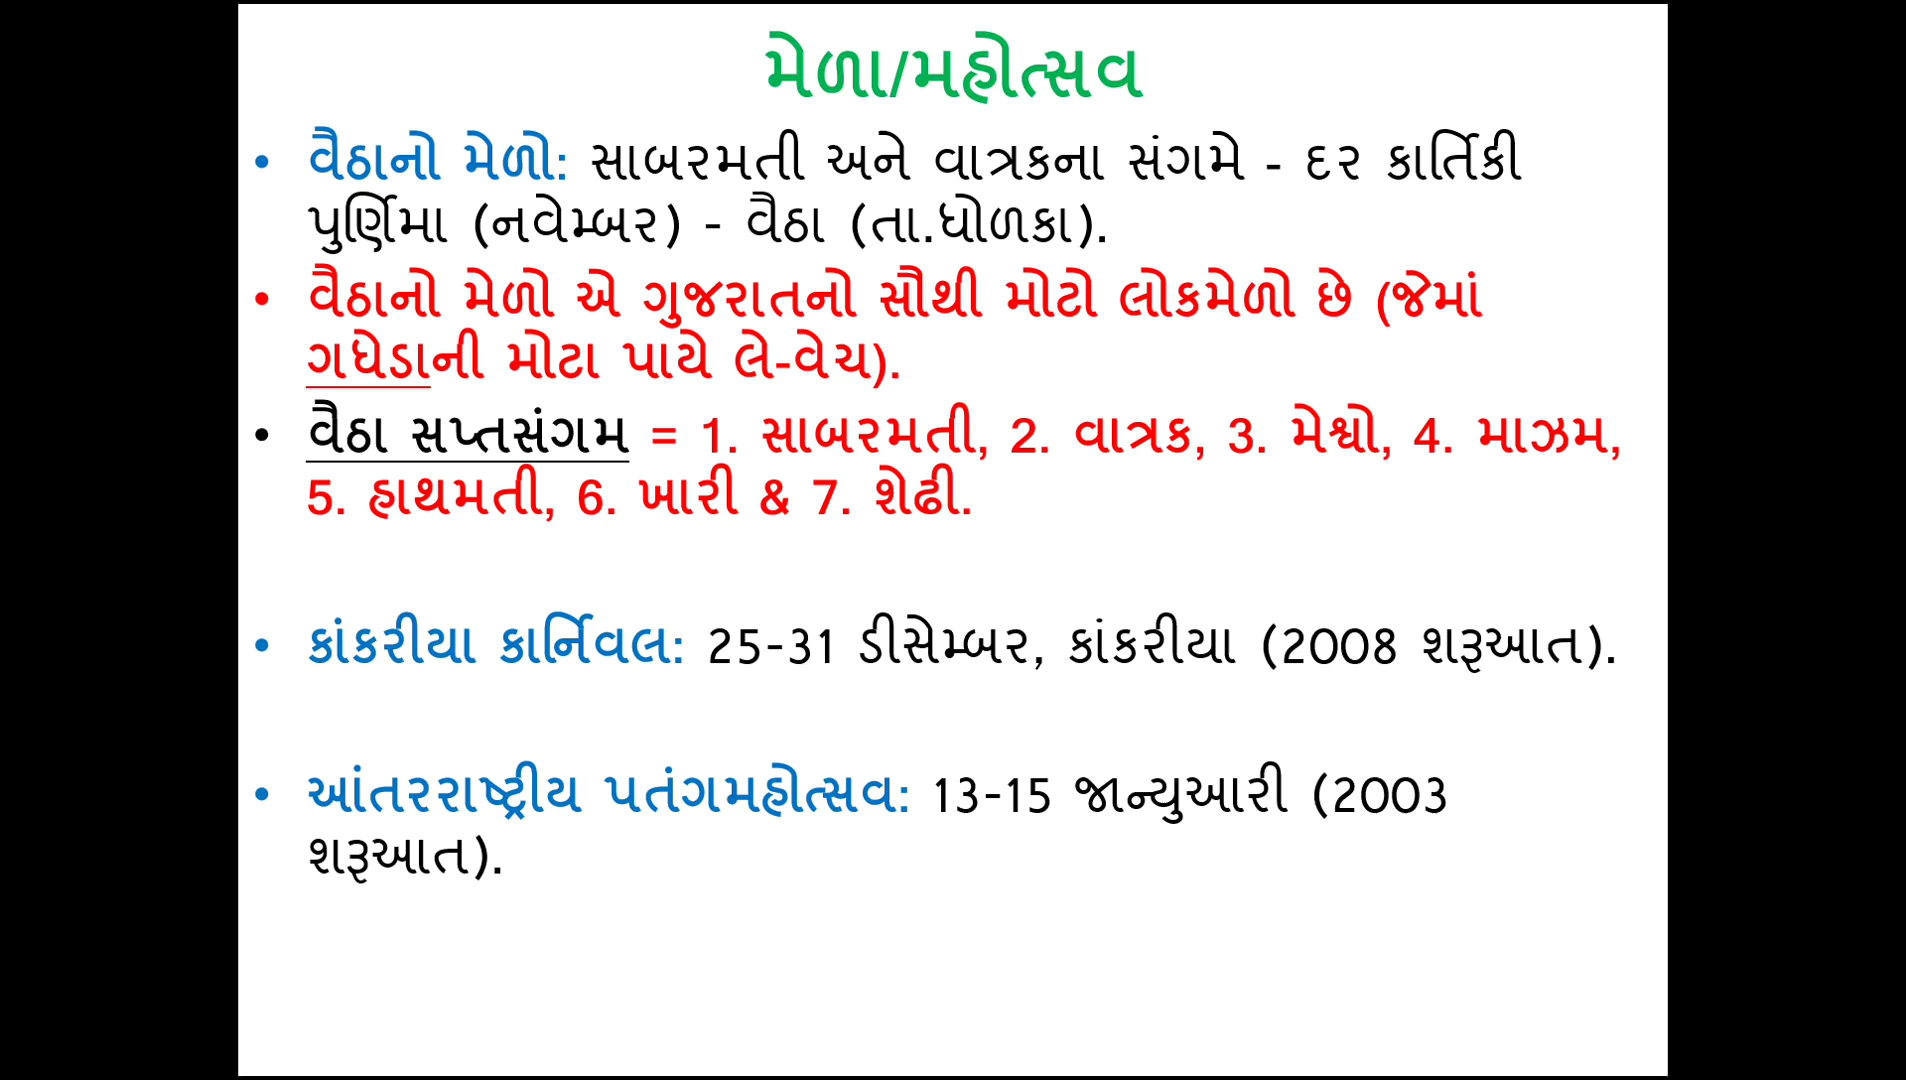 મેળા/મહોત્સવ
• વૈઠાનો મેળો: સાબરમતી અને વાત્રકના સંગમે - દર કાર્તિકી
પુર્ણિમા (નવેમ્બર) - વૈઠા (તા.ધોળકા).
• વૈઠાનો મેળો એ ગુજરાતનો સૌથી મોટો લોકમેળો છે (જેમાં
ગધેડાની મોટા પાયે લે-વેચ).
• વૈઠા સપ્તસંગમ = 1. સાબરમતી, 2. વાત્રક, 3. મેશ્વો, 4. માઝમ,
5. હાથમતી, 6. ખારી & 7. શેઢી.
• કાંકરીયા કાર્નિવલ: 25-31 ડીસેમ્બર, કાંકરીયા (2008 શરૂઆત).
• આંતરરાષ્ટ્રીય પતંગમહોત્સવ: 13-15 જાન્યુઆરી (2003
શરૂઆત).